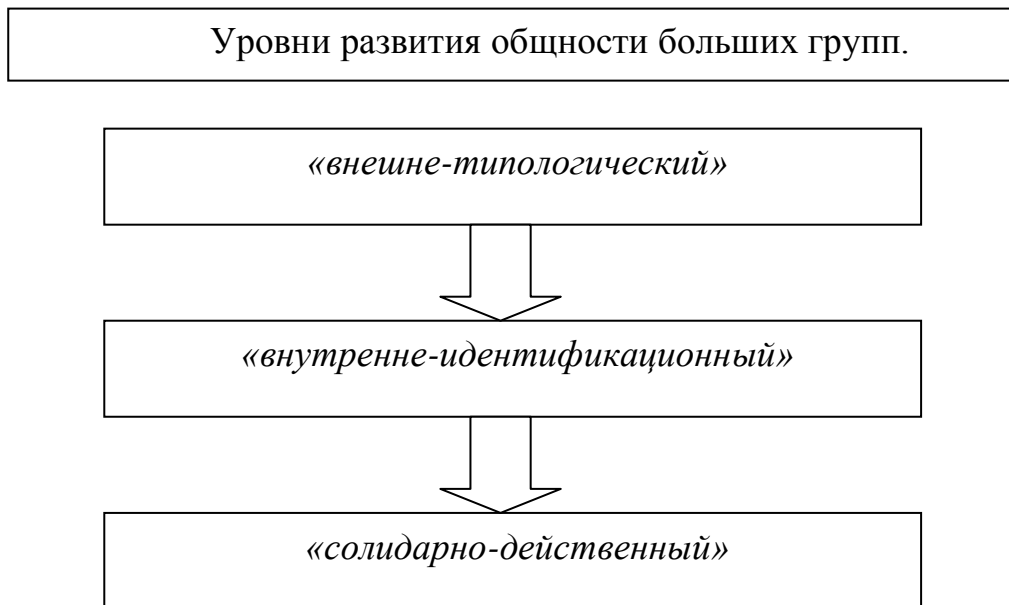 Уровни развития общности больших групп.
«внешне-типологический»
«внутренне-идентификационный»
«солидарно-действенный»